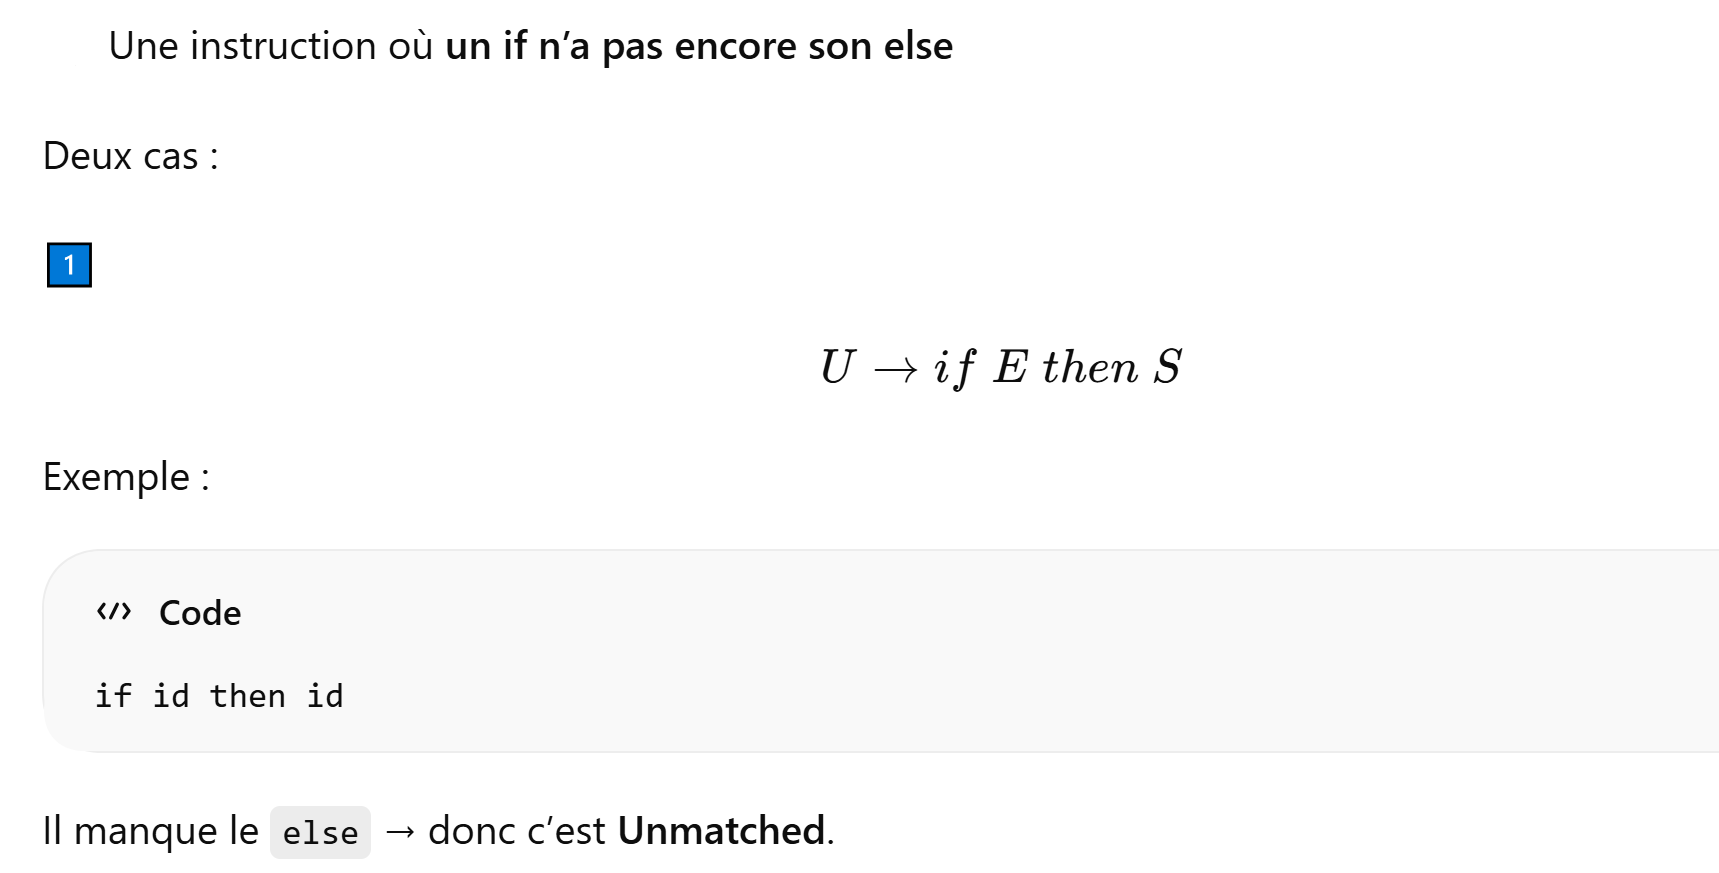 Une instruction où un if n’a pas encore son else
Deux cas :
1
U → if E then S
Exemple :
</> Code
if id then id
Il manque le else → donc c’est Unmatched.